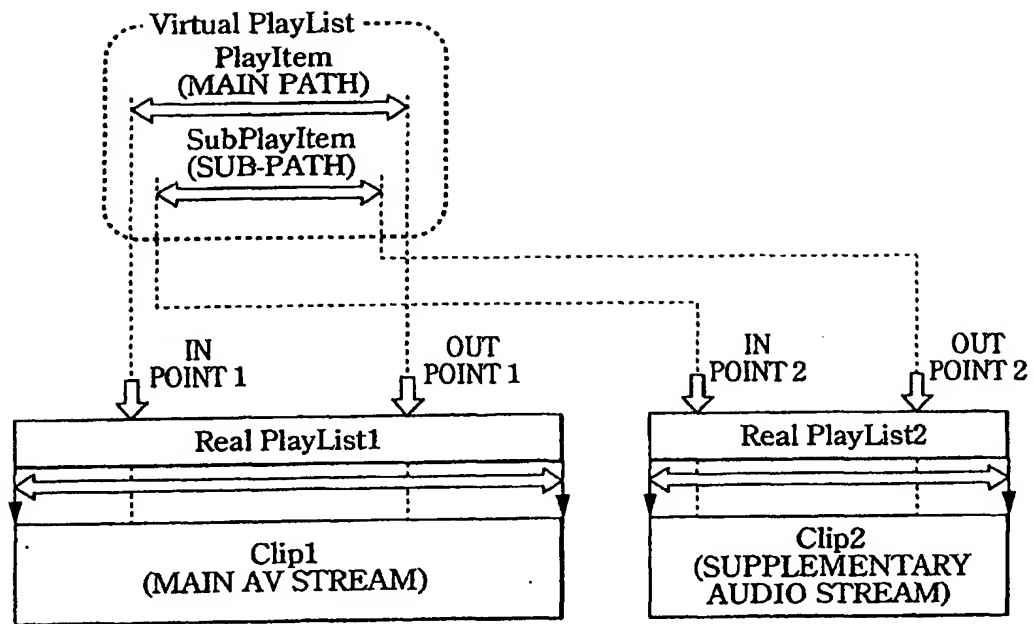 Virtual PlayList
PlayItem
(MAIN PATH)
SubPlayItem
(SUB-PATH)
IN
POINT 1
OUT
POINT 1
IN
POINT 2
OUT
POINT 2
Real PlayList1
Real PlayList2
Clip1
(MAIN AV STREAM)
Clip2
(SUPPLEMENTARY
AUDIO STREAM)